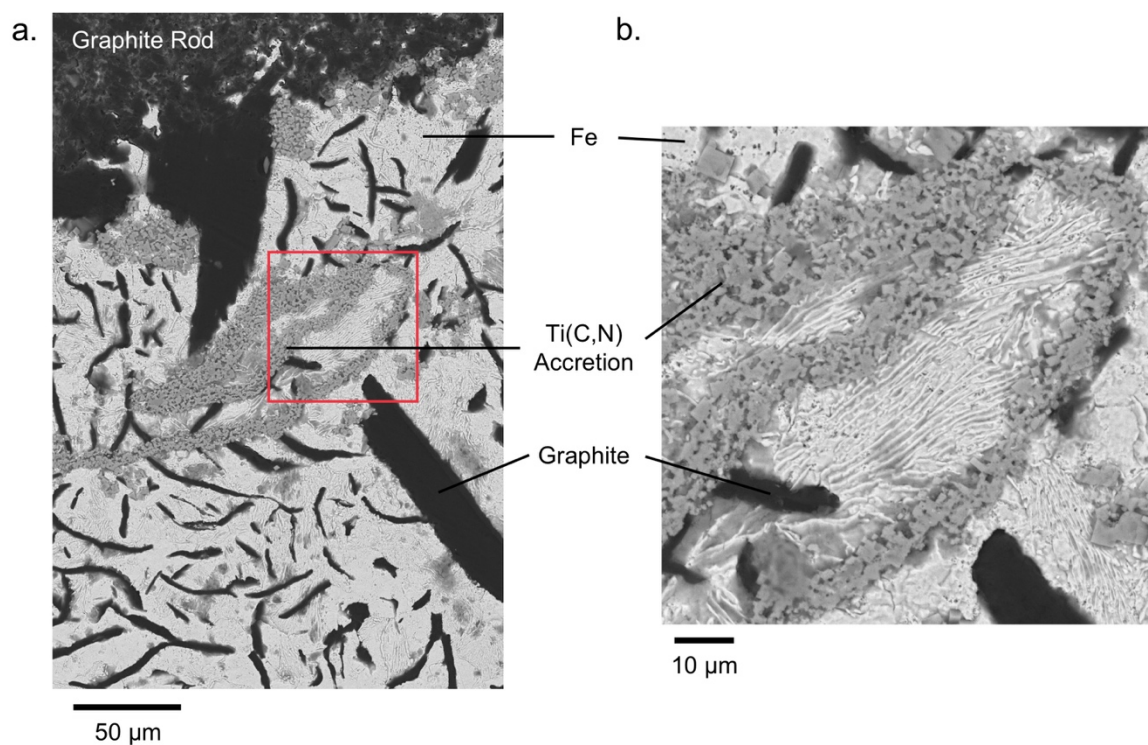 a.
b.
Graphite Rod
Fe
Ti(C,N)
Accretion
Graphite
50 µm
10 µm